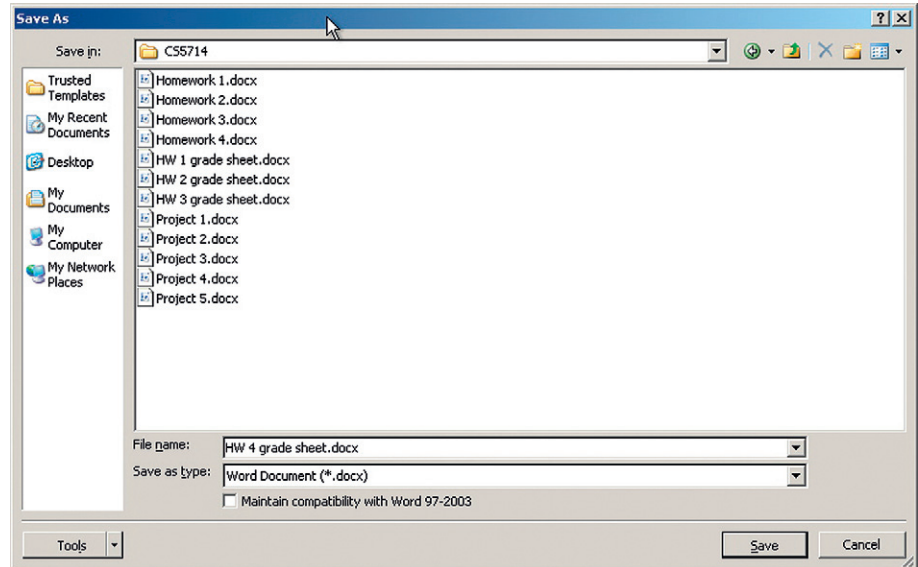 Save As
?
Save in:
CS5714
Trusted
Templates
My Recent
Documents
Desktop
My
Documents
My
Computer
My Network
Places
Homework 1.docx
Homework 2.docx
Homework 3.docx
Homework 4.docx
HW 1 grade sheet.docx
HW 2 grade sheet.docx
HW 3 grade sheet.docx
Project 1.docx
Project 2.docx
Project 3.docx
Project 4.docx
Project 5.docx
File name:
HW 4 grade sheet.docx
Save as type:
Word Document (*.docx)
Maintain compatibility with Word 97-2003
Tools
Save
Cancel